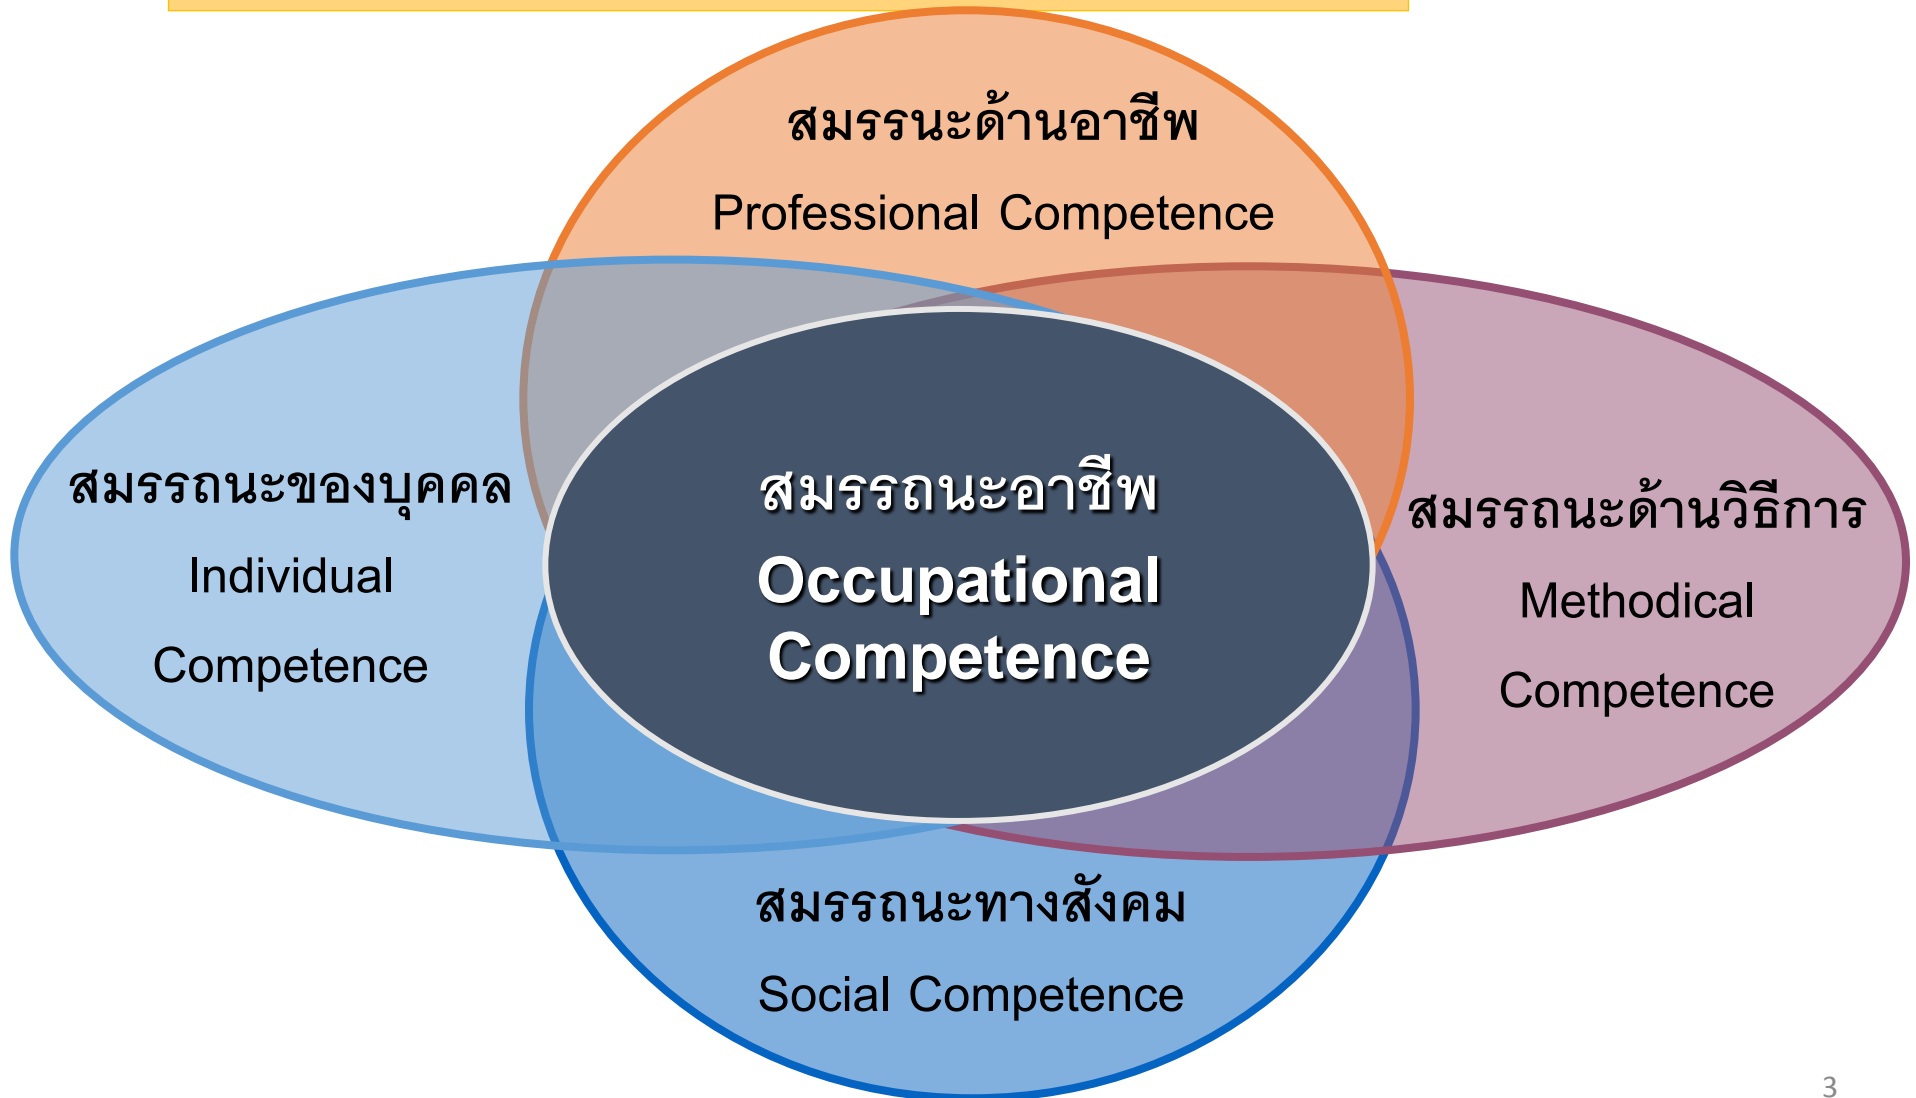 สมรรนะด้านอาชีพ
Professional Competence
สมรรถนะของบุคคล
Individual
Competence
สมรรถนะอาชีพ
Occupational
Competence
สมรรถนะด้านวิธีการ
Methodical
Competence
สมรรถนะทางสังคม
Social Competence
3